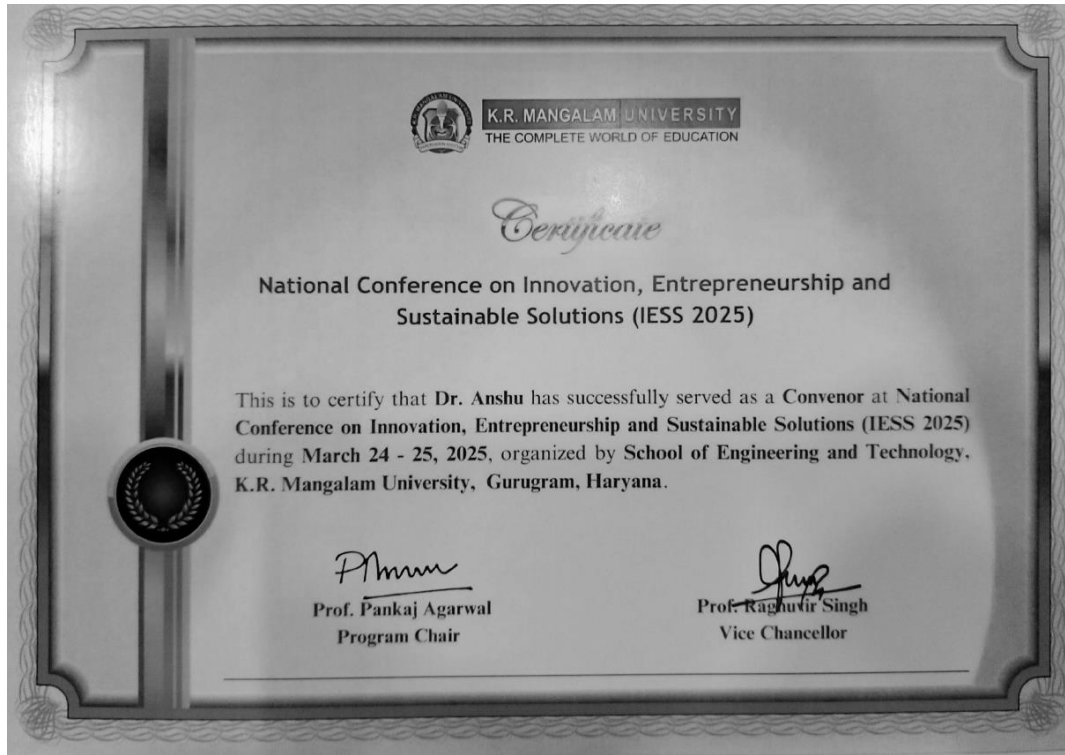 K.R. MANGALAM UNIVERSITY
THE COMPLETE WORLD OF EDUCATION
Certificate
National Conference on Innovation, Entrepreneurship and
Sustainable Solutions (IESS 2025)
This is to certify that Dr. Anshu has successfully served as a Convenor at National
Conference on Innovation, Entrepreneurship and Sustainable Solutions (IESS 2025)
during March 24 - 25, 2025, organized by School of Engineering and Technology,
K.R. Mangalam University, Gurugram, Haryana.
Prof. Pankaj Agarwal
Program Chair
Prof. Raghuvir Singh
Vice Chancellor